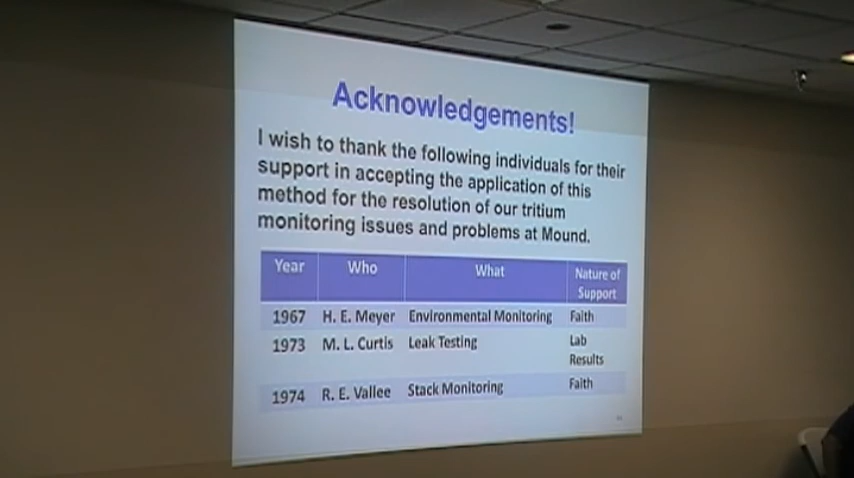 Acknowledgements!
I wish to thank the following individuals for their
support in accepting the application of this
method for the resolution of our tritium
monitoring issues and problems at Mound.
Year Who What Nature of Support
1967 H. E. Meyer Environmental Monitoring Faith
1973 M. L. Curtis Leak Testing Lab Results
1974 R. E. Vallee Stack Monitoring Faith